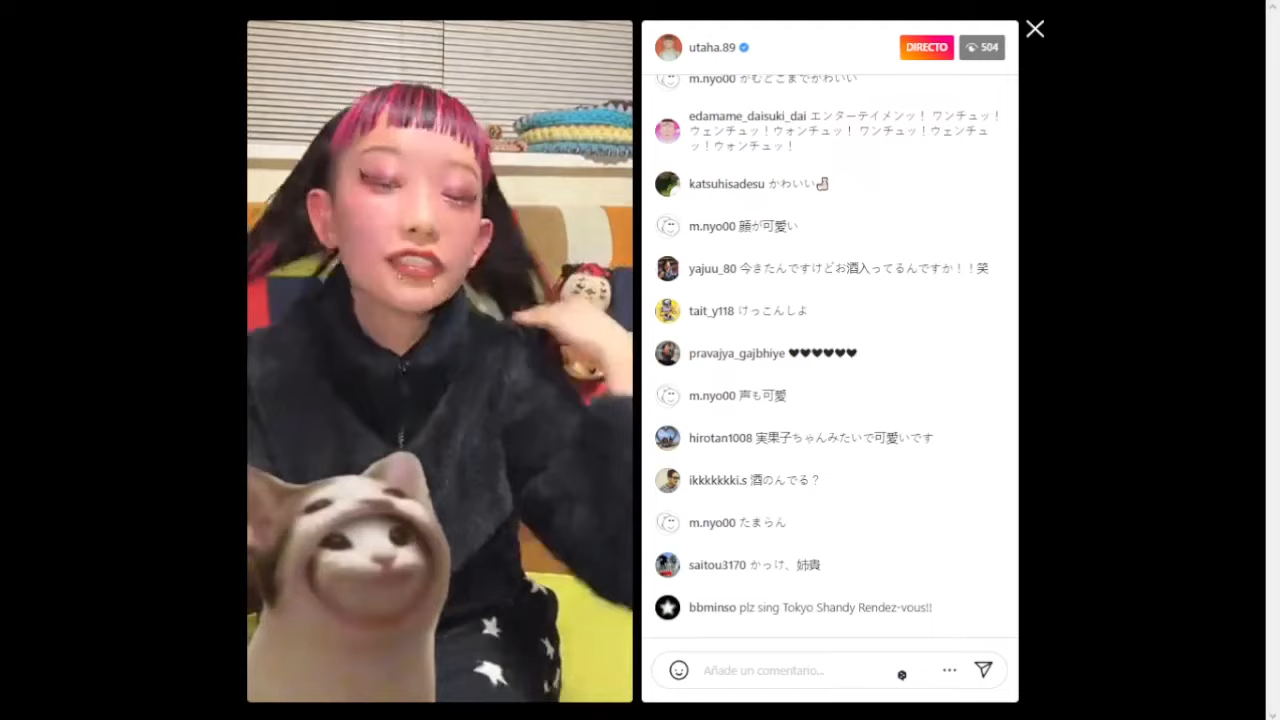 utaha.89
DIRECTO
504
m.nyo00 かむとこまでかわいい
edamame_daisuki_dai エンターテイメンッ！ ワンチュッ！
ウェンチュッ！ウォンチュッ！ ワンチュッ！ウェンチュ
ッ！ウォンチュッ！
katsuhisadesu かわいい
m.nyo00 顔が可愛い
yajuu_80 今きたんですけどお酒入ってるんですか！！笑
tait_y118 けっこんしよ
pravajya_gajbhiye ♥♥♥♥♥♥
m.nyo00 声も可愛
hirotan1008 実果子ちゃんみたいで可愛いです
ikkkkkkki.s 酒のんでる？
m.nyo00 たまらん
saitou3170 かっけ、姉貴
bbminso plz sing Tokyo Shandy Rendez-vous!!
Añade un comentario...